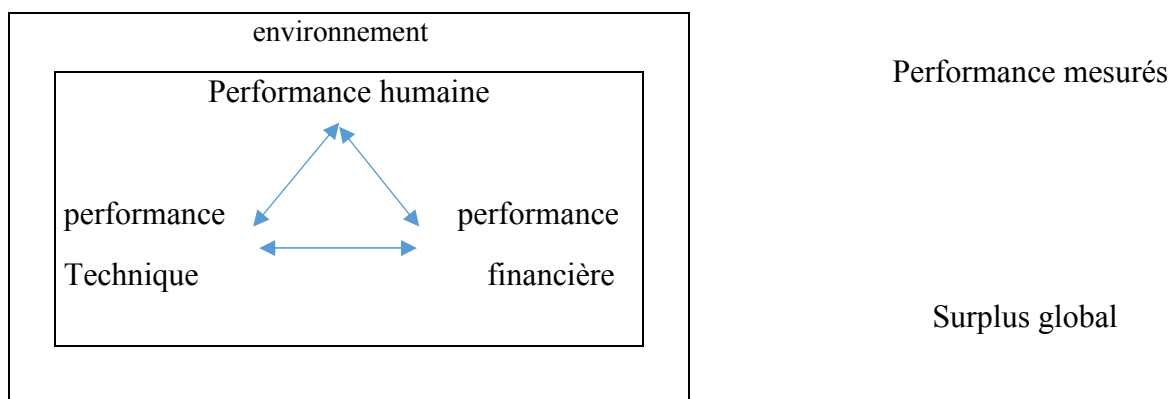 environnement
Performance humaine
performance
Technique
performance
financière
Performance mesurés
Surplus global